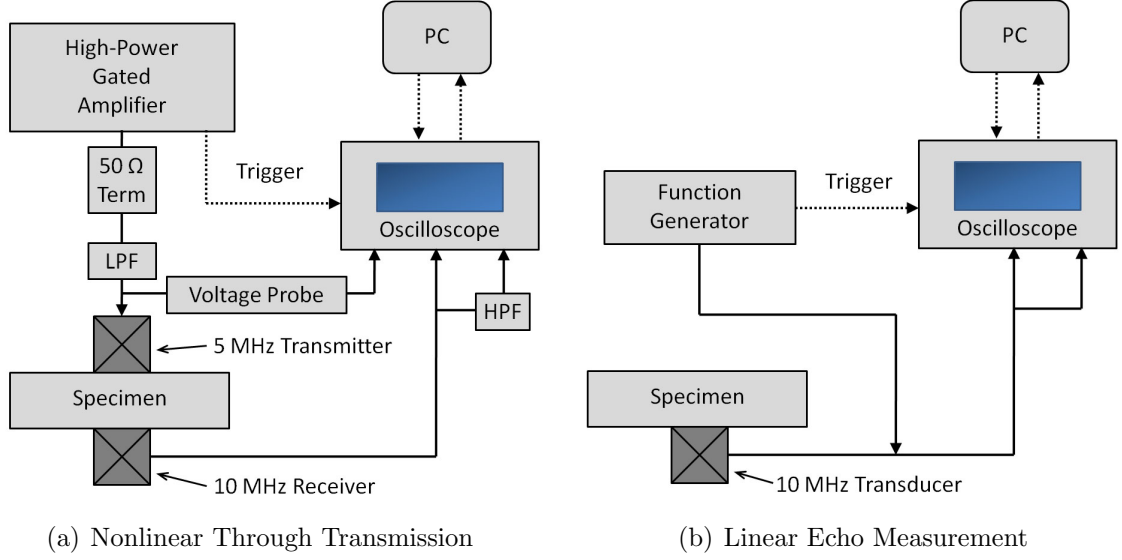 High-Power
Gated
Amplifier
PC
50 Ω
Term
Trigger
Oscilloscope
LPF
Voltage Probe
HPF
5 MHz Transmitter
Specimen
10 MHz Receiver
(a) Nonlinear Through Transmission
PC
Function
Generator
Trigger
Oscilloscope
Specimen
10 MHz Transducer
(b) Linear Echo Measurement